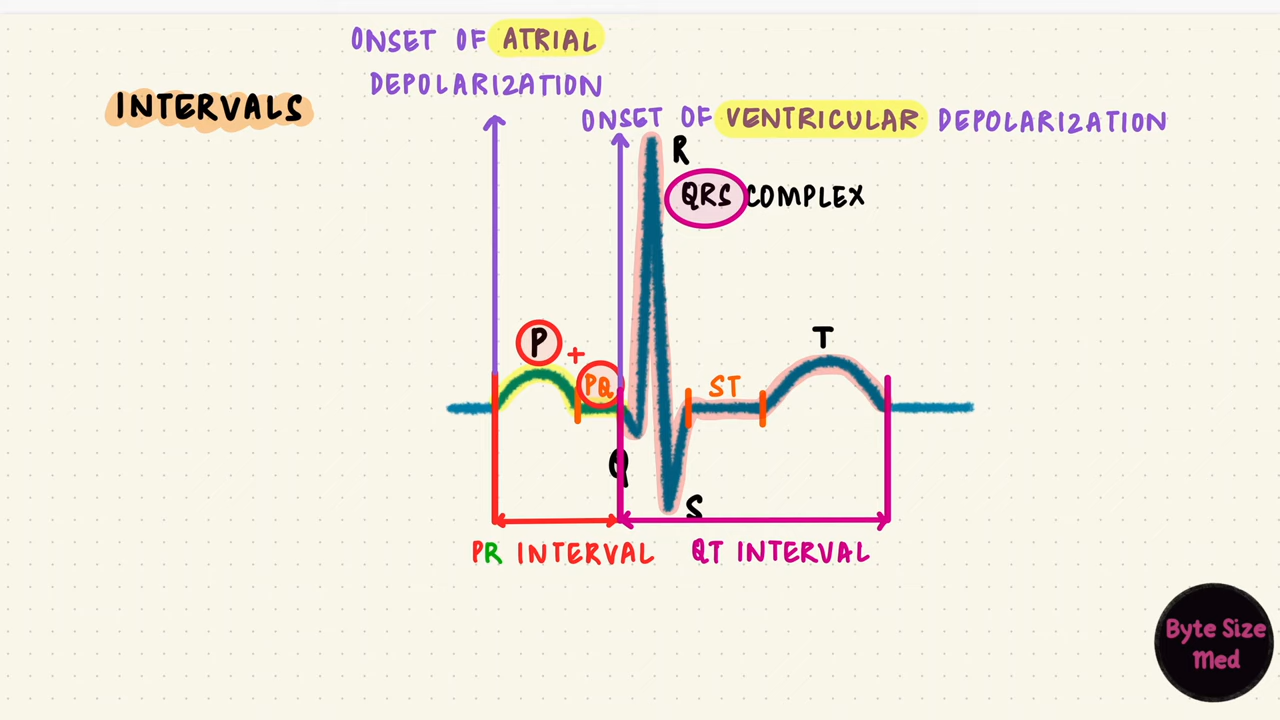 ONSET OF ATRIAL
DEPOLARIZATION
INTERVALS
ONSET OF VENTRICULAR DEPOLARIZATION
R
QRS COMPLEX
P
+
T
PQ
ST
Q
S
PR INTERVAL
QT INTERVAL
Byte Size
Med